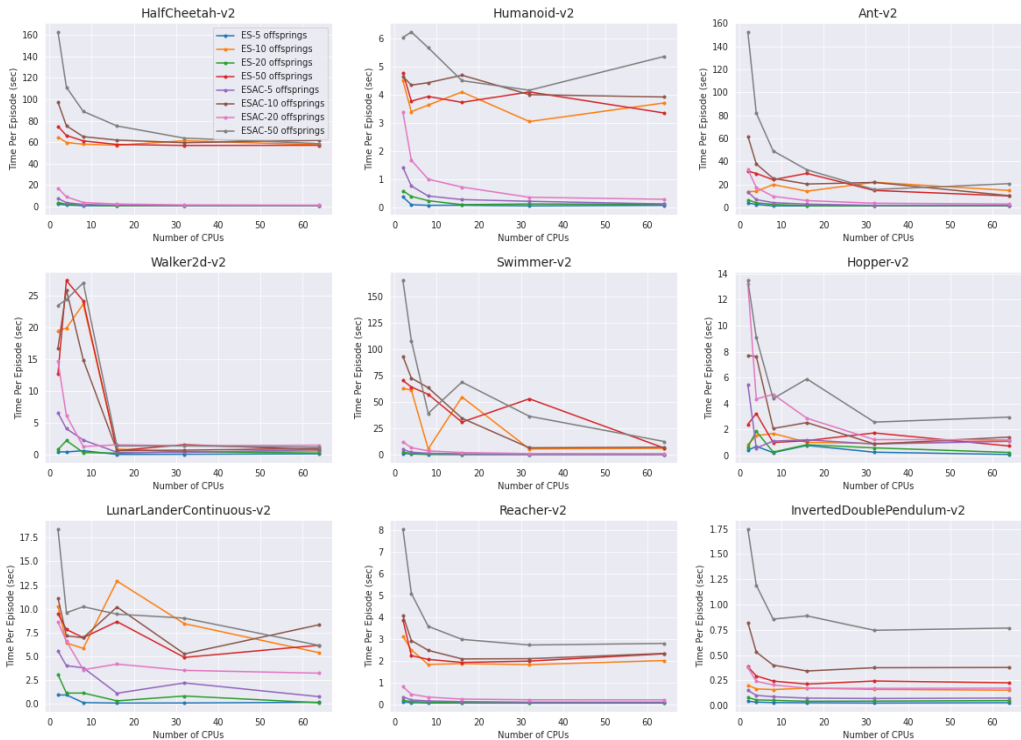 HalfCheetah-v2
Time Per Episode (sec)
160
140
120
100
80
60
40
20
0
ES-5 offsprings
ES-10 offsprings
ES-20 offsprings
ES-50 offsprings
ESAC-5 offsprings
ESAC-10 offsprings
ESAC-20 offsprings
ESAC-50 offsprings
0 10 20 30 40 50 60
Number of CPUs
Humanoid-v2
Time Per Episode (sec)
6
5
4
3
2
1
0
0 10 20 30 40 50 60
Number of CPUs
Ant-v2
Time Per Episode (sec)
160
140
120
100
80
60
40
20
0
0 10 20 30 40 50 60
Number of CPUs
Walker2d-v2
Time Per Episode (sec)
25
20
15
10
5
0
0 10 20 30 40 50 60
Number of CPUs
Swimmer-v2
Time Per Episode (sec)
150
100
75
50
25
0
0 10 20 30 40 50 60
Number of CPUs
Hopper-v2
Time Per Episode (sec)
14
12
10
8
6
4
2
0
0 10 20 30 40 50 60
Number of CPUs
LunarLanderContinuous-v2
Time Per Episode (sec)
17.5
15.0
12.5
10.0
7.5
5.0
2.5
0.0
0 10 20 30 40 50 60
Number of CPUs
Reacher-v2
Time Per Episode (sec)
8
7
6
5
4
3
2
1
0
0 10 20 30 40 50 60
Number of CPUs
InvertedDoublePendulum-v2
Time Per Episode (sec)
1.75
1.50
1.25
1.00
0.75
0.50
0.25
0.00
0 10 20 30 40 50 60
Number of CPUs